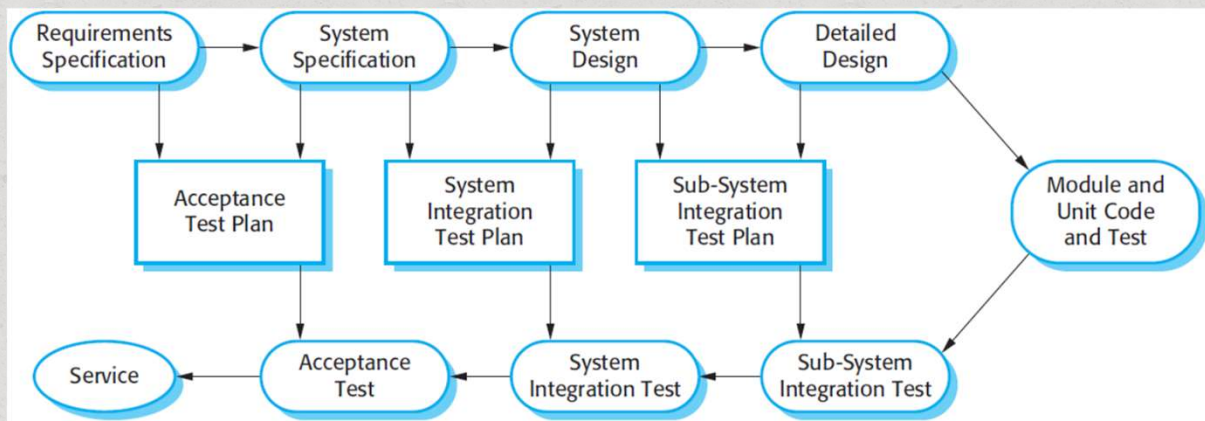 Requirements
Specification
System
Specification
System
Design
Detailed
Design
Acceptance
Test Plan
System
Integration
Test Plan
Sub-System
Integration
Test Plan
Module and
Unit Code
and Test
Service
Acceptance
Test
System
Integration Test
Sub-System
Integration Test